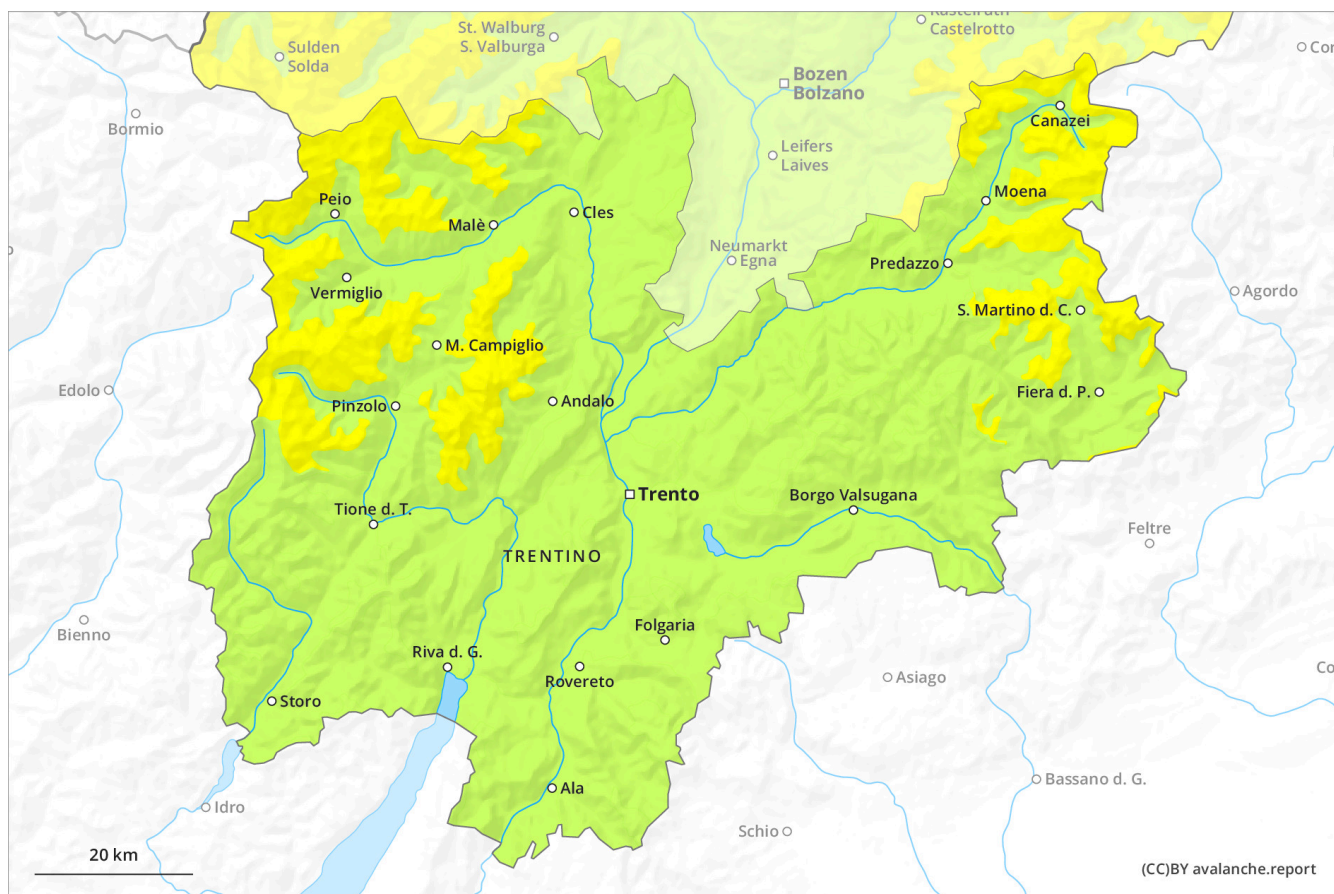 Kastelruth
Castelrotto
St. Walburg
S. Valburga
Sulden
Solda
Bozen
Bolzano
Bormio
Canazei
Leifers
Laives
Peio
Malè
Cles
Moena
Neumarkt
Egna
Predazzo
Vermiglio
Agordo
S. Martino d. C.
M. Campiglio
Edolo
Pinzolo
Andalo
Fiera d. P.
Trento
Borgo Valsugana
Tione d. T.
Feltre
TRENTINO
Bienno
Folgaria
Riva d. G.
Rovereto
Asiago
Storo
Bassano d. G.
Ala
Idro
Schio
20 km
(CC)BY avalanche.report